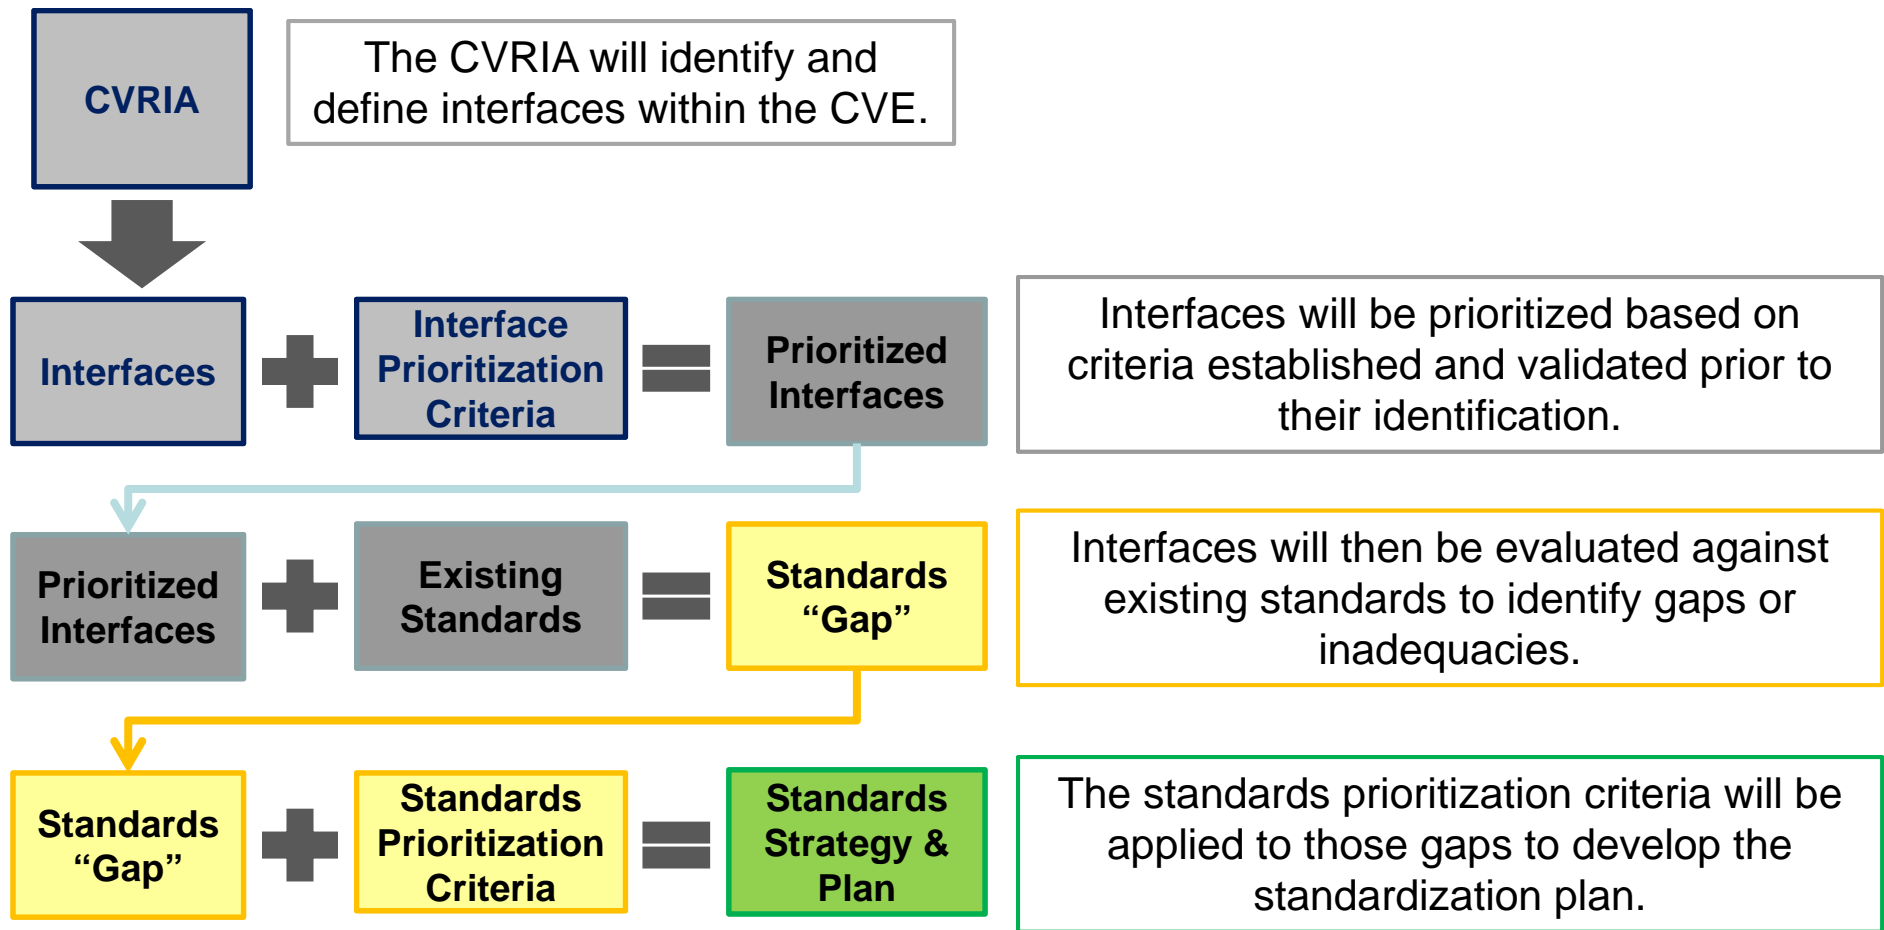 CVRIA
The CVRIA will identify and
define interfaces within the CVE.
Interfaces
Interface
Prioritization
Criteria
Prioritized
Interfaces
Interfaces will be prioritized based on
criteria established and validated prior to
their identification.
Prioritized
Interfaces
Existing
Standards
Standards
“Gap”
Interfaces will then be evaluated against
existing standards to identify gaps or
inadequacies.
Standards
“Gap”
Standards
Prioritization
Criteria
Standards
Strategy &
Plan
The standards prioritization criteria will be
applied to those gaps to develop the
standardization plan.